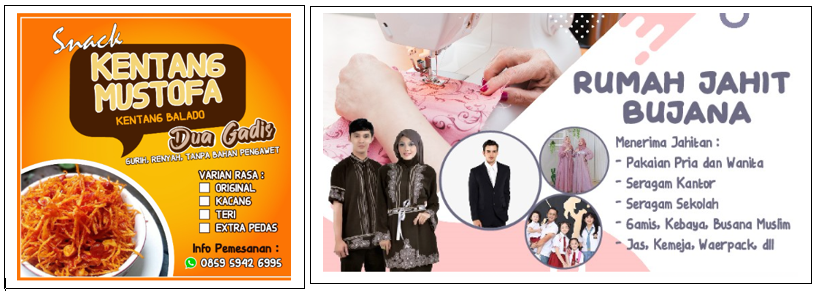 Snack
KENTANG
MUSTOFA
KENTANG BALADO
Dua Gadis
GURIH, RENYAH, TANPA BAHAN PENGAWET
VARIAN RASA :
ORIGINAL
KACANG
TERI
EXTRA PEDAS
Info Pemesanan :
0859 5942 6995
RUMAH JAHIT
BUJANA
Menerima Jahitan :
- Pakaian Pria dan Wanita
- Seragam Kantor
- Seragam Sekolah
- Gamis, Kebaya, Busana Muslim
- Jas, Kemeja, Waerpack, dll